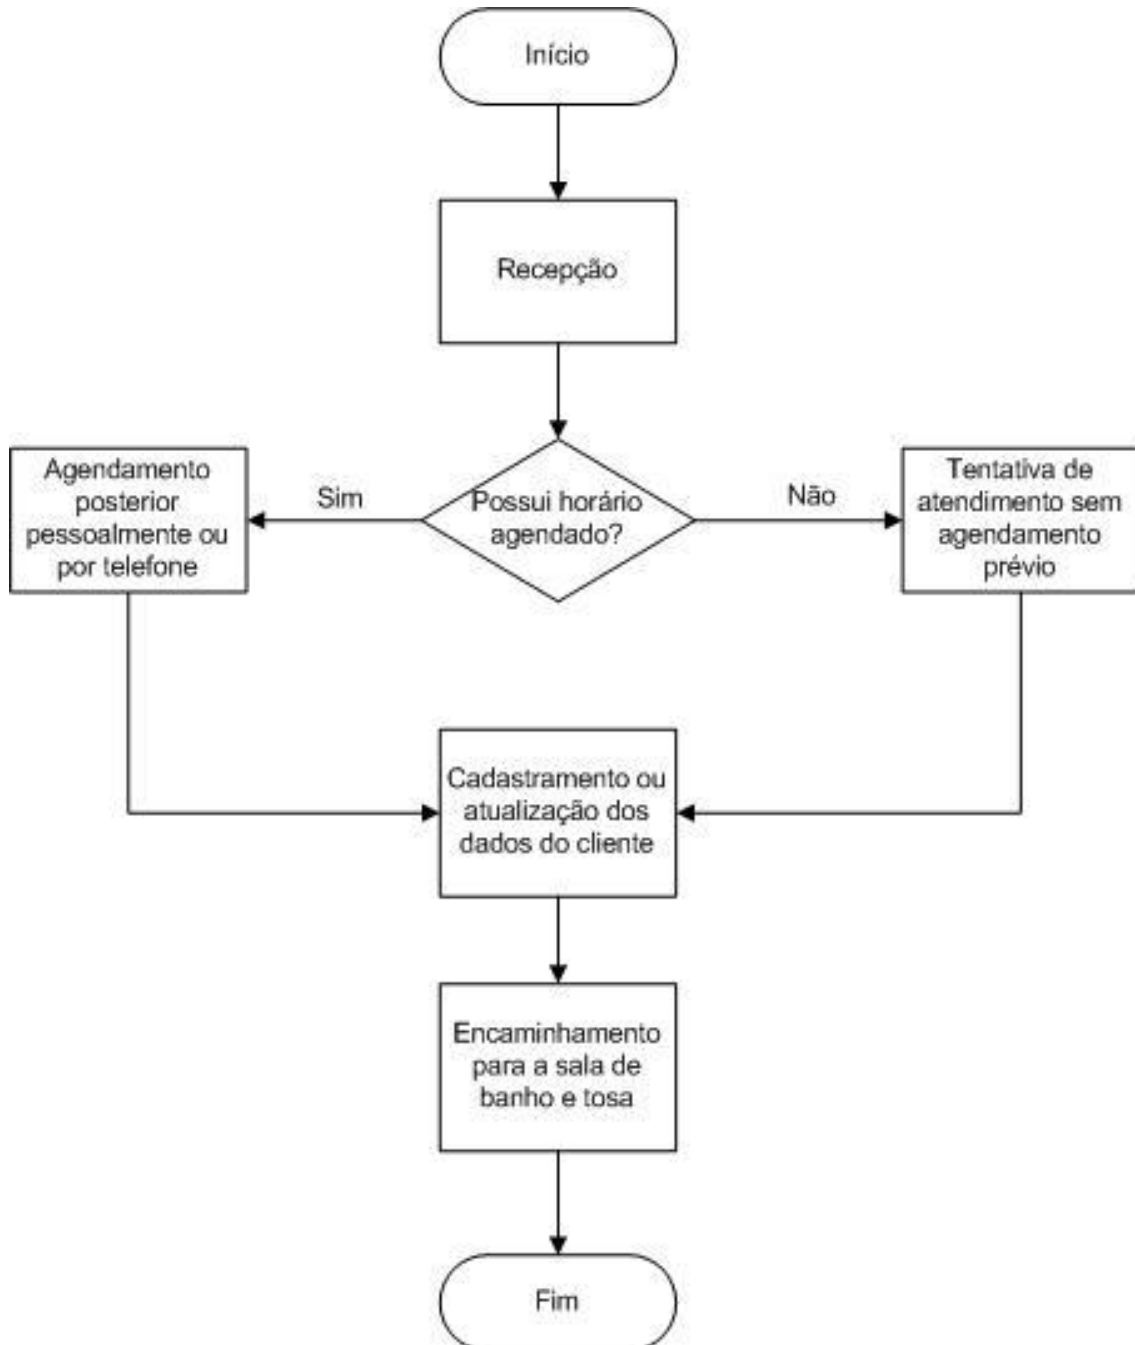 Início
Recepção
Possui horário
agendado?
Sim
Não
Agendamento
posterior
pessoalmente ou
por telefone
Tentativa de
atendimento sem
agendamento
prévio
Cadastramento ou
atualização dos
dados do cliente
Encaminhamento
para a sala de
banho e tosa
Fim